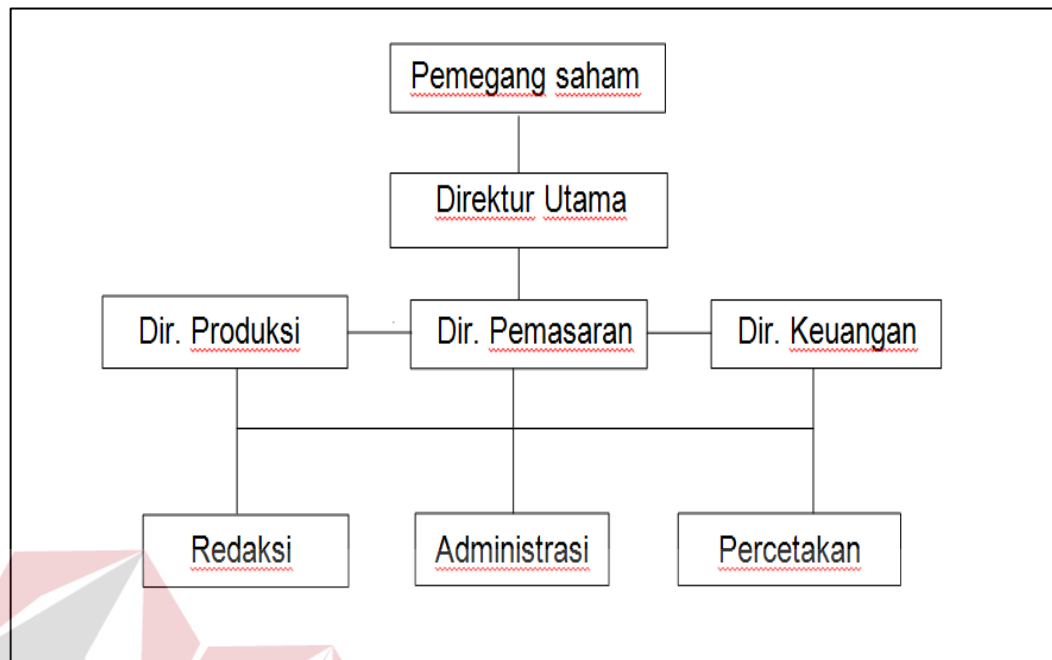 Pemegang saham
Direktur Utama
Dir. Produksi
Dir. Pemasaran
Dir. Keuangan
Redaksi
Administrasi
Percetakan